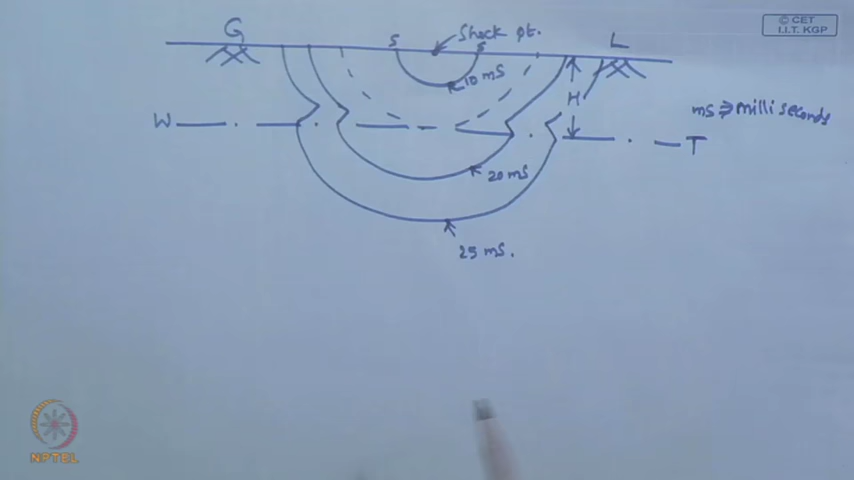 © CET
I.I.T. KGP
G
S
Shock pt.
S
L
10 ms
H
ms ⇒ milli seconds
W
T
20 ms
25 ms.
NPTEL